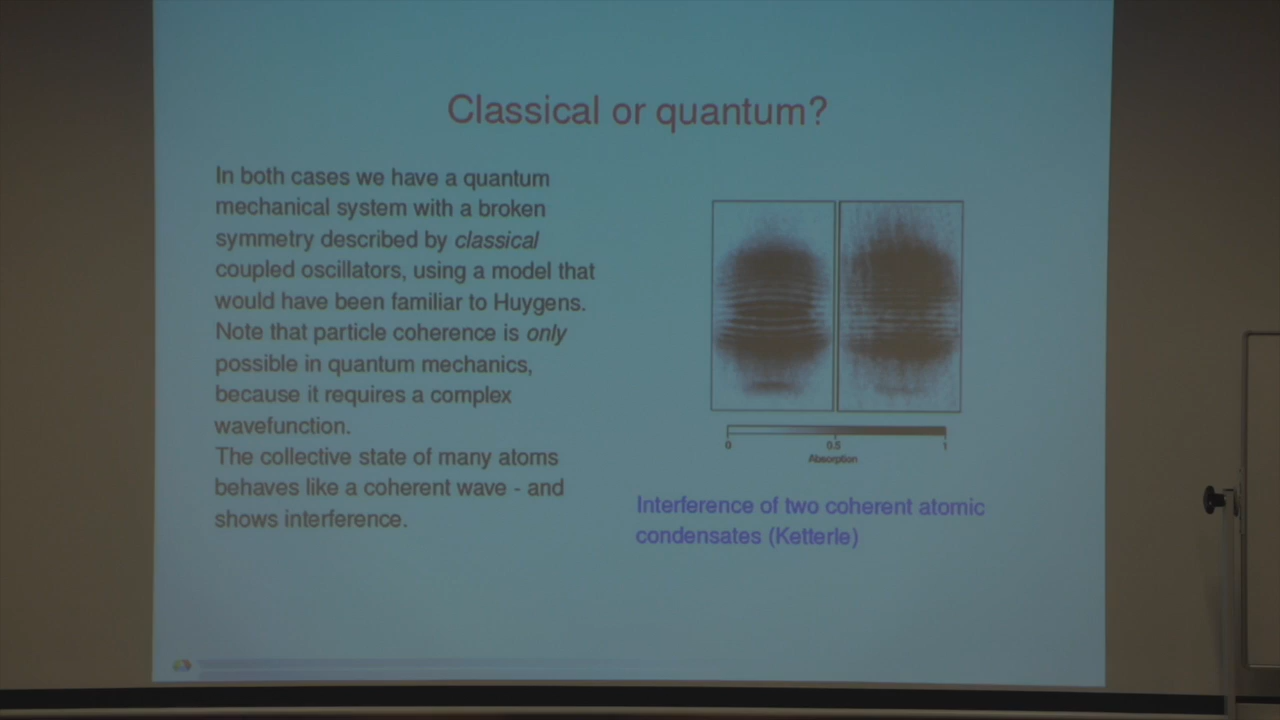 Classical or quantum?
In both cases we have a quantum
mechanical system with a broken
symmetry described by classical
coupled oscillators, using a model that
would have been familiar to Huygens.
Note that particle coherence is only
possible in quantum mechanics,
because it requires a complex
wavefunction.
The collective state of many atoms
behaves like a coherent wave - and
shows interference.
0 0.5 1
Absorption
Interference of two coherent atomic
condensates (Ketterle)